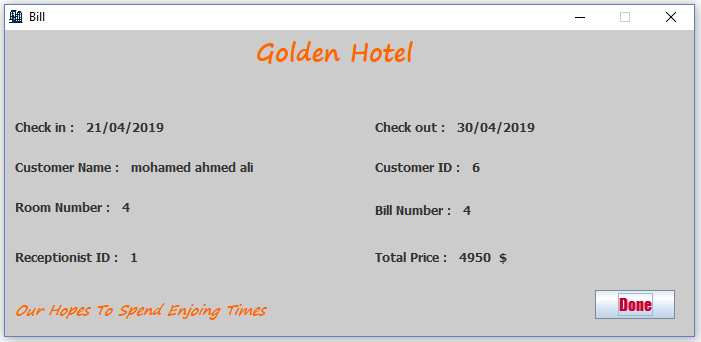 Bill
Golden Hotel
Check in : 21/04/2019
Check out : 30/04/2019
Customer Name : mohamed ahmed ali
Customer ID : 6
Room Number : 4
Bill Number : 4
Receptionist ID : 1
Total Price : 4950 $
Our Hopes To Spend Enjoing Times
Done